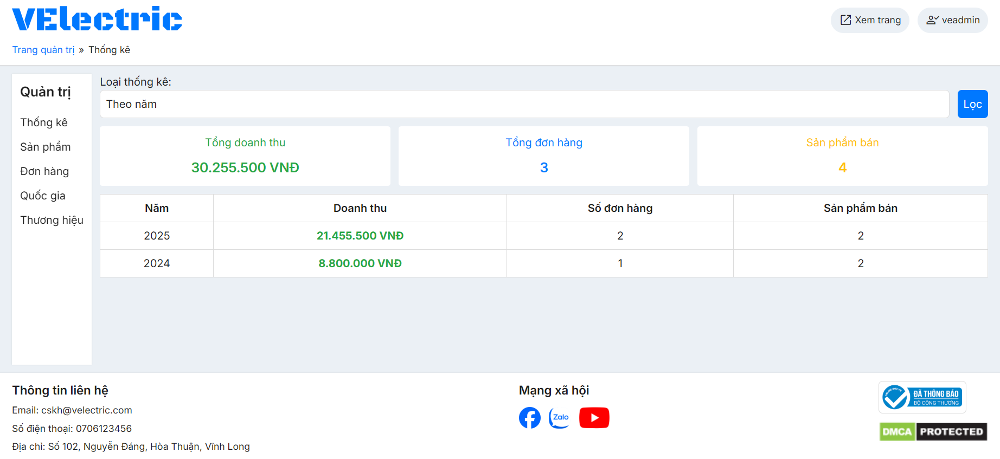 VElectric
Xem trang
veadmin
Trang quản trị » Thống kê
Quản trị
Thống kê
Sản phẩm
Đơn hàng
Quốc gia
Thương hiệu
Loại thống kê:
Theo năm
Lọc
Tổng doanh thu
30.255.500 VNĐ
Tổng đơn hàng
3
Sản phẩm bán
4
Năm Doanh thu Số đơn hàng Sản phẩm bán
2025 21.455.500 VNĐ 2 2
2024 8.800.000 VNĐ 1 2
Thông tin liên hệ
Email: cskh@velectric.com
Số điện thoại: 0706123456
Địa chỉ: Số 102, Nguyễn Đáng, Hòa Thuận, Vĩnh Long
Mạng xã hội
Zalo
ONLINE.GOV.VN
ĐÃ THÔNG BÁO
BỘ CÔNG THƯƠNG
DMCA PROTECTED